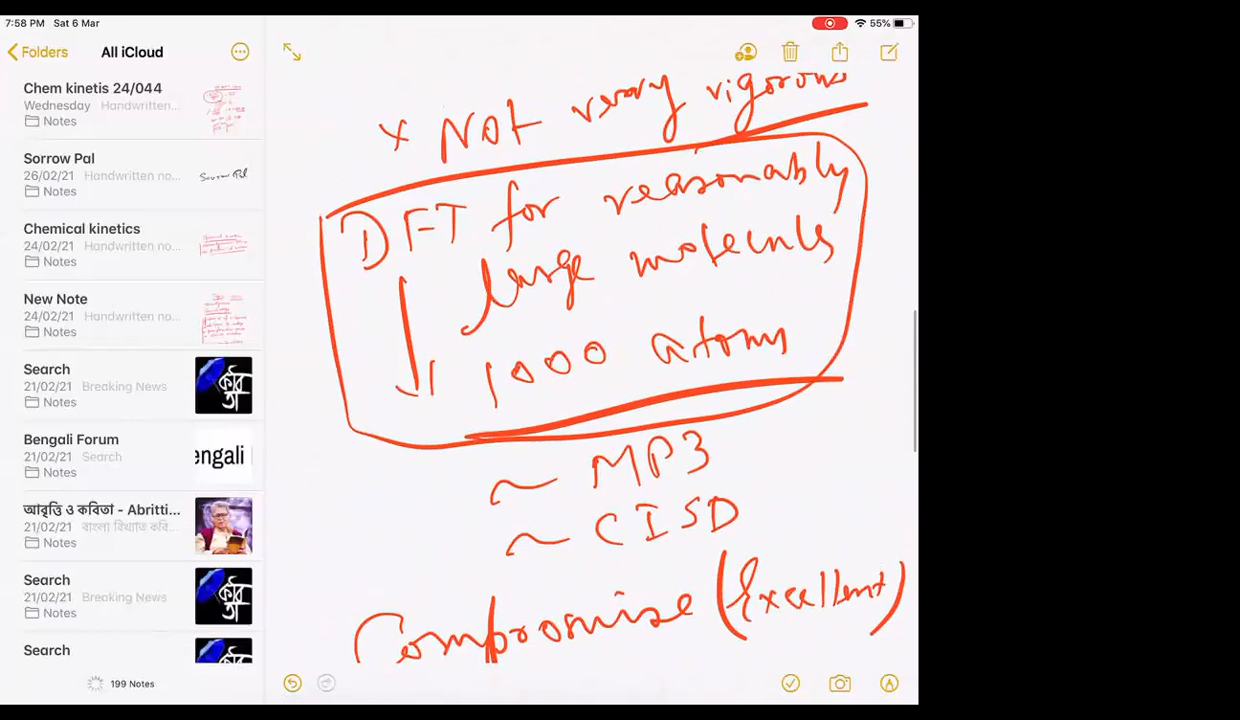 7:58 PM Sat 6 Mar
55%
Folders
All iCloud
Chem kinetis 24/044
Wednesday Handwritten...
Notes
Sorrow Pal
26/02/21 Handwritten no...
Notes
Sorrow Pal
Chemical kinetics
24/02/21 Handwritten no...
Notes
New Note
24/02/21 Handwritten no...
Notes
Search
21/02/21 Breaking News
Notes
Bengali Forum
21/02/21 Search
Notes
engali
আবৃত্তি ও কবিতা - Abritti...
21/02/21 বাংলা বিখ্যাত কবি...
Notes
Search
21/02/21 Breaking News
Notes
Search
199 Notes
x Not very rigorous
DFT for reasonably
large molecules
1000 atoms
~ MP3
~ CISD
Compromise (Excellent)